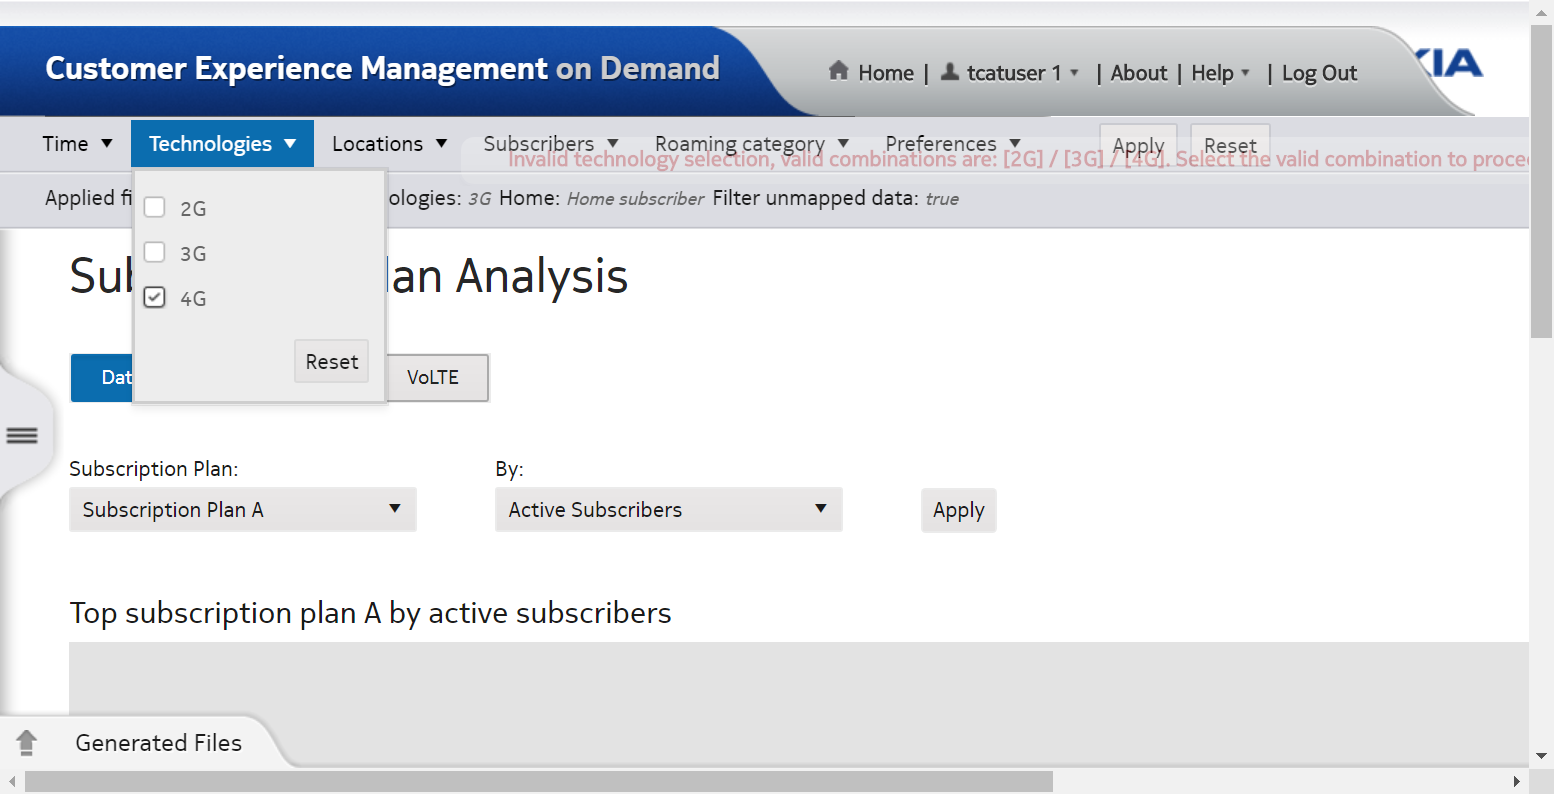 Customer Experience Management on Demand
Home | tcatuser 1 | About | Help | Log Out
KIA
Time Technologies Locations Subscribers Roaming category Preferences Apply Reset
Invalid technology selection, valid combinations are: [2G] / [3G] / [4G]. Select the valid combination to procee
Applied fi ologies: 3G Home: Home subscriber Filter unmapped data: true
2G
3G
4G
Reset
Sub lan Analysis
Dat VoLTE
Subscription Plan: By:
Subscription Plan A Active Subscribers Apply
Top subscription plan A by active subscribers
Generated Files